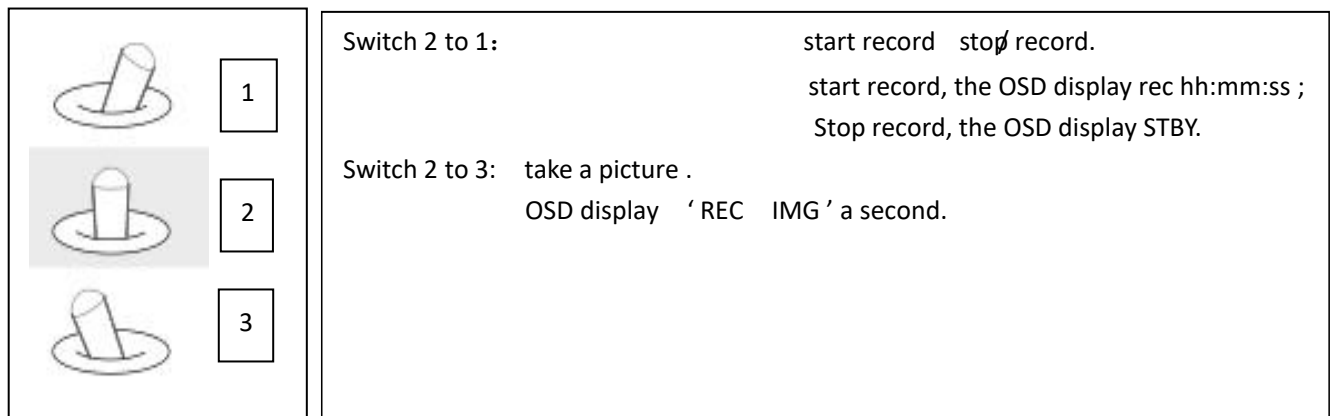 1
2
3
Switch 2 to 1： start record stop/ record.
start record, the OSD display rec hh:mm:ss ;
Stop record, the OSD display STBY.
Switch 2 to 3: take a picture .
OSD display ‘ REC IMG ’ a second.